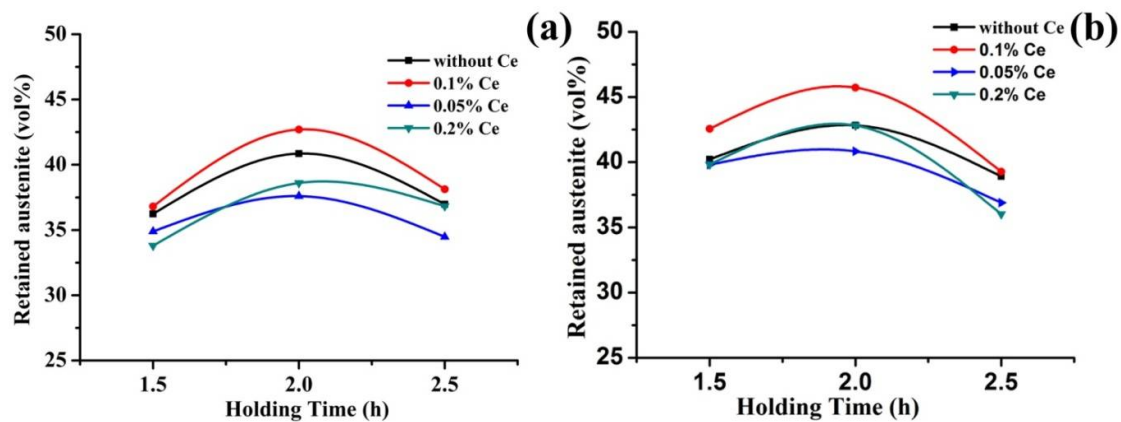 (a)
without Ce
0.1% Ce
0.05% Ce
0.2% Ce
Retained austenite (vol%)
50
45
40
35
30
25
1.5
2.0
2.5
Holding Time (h)
(b)
without Ce
0.1% Ce
0.05% Ce
0.2% Ce
Retained austenite (vol%)
50
45
40
35
30
25
1.5
2.0
2.5
Holding Time (h)